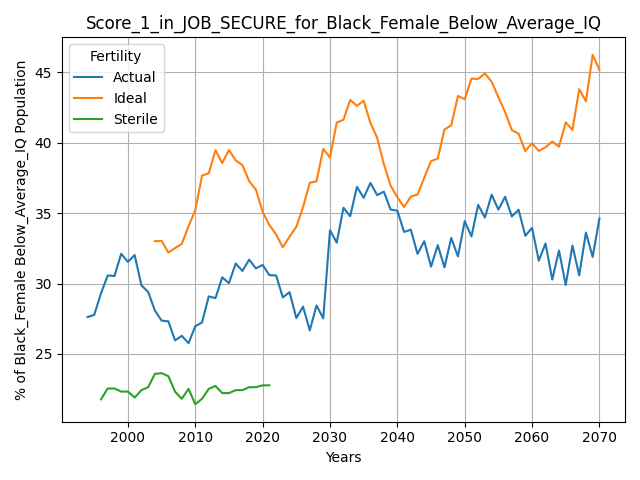 Score_1_in_JOB_SECURE_for_Black_Female_Below_Average_IQ
Fertility
Actual
Ideal
Sterile
% of Black_Female Below_Average_IQ Population
45
40
35
30
25
2000 2010 2020 2030 2040 2050 2060 2070
Years